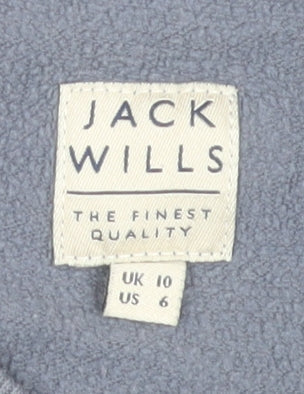 JACK
WILLS
THE FINEST
QUALITY
UK 10
US 6